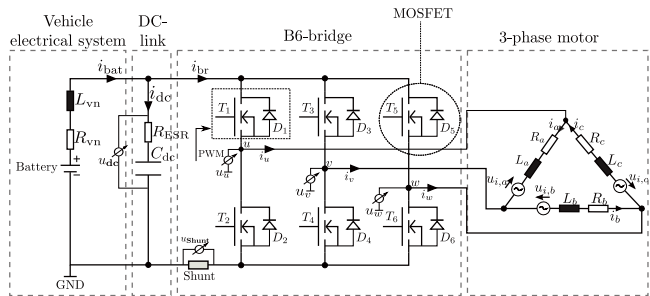 Vehicle
electrical system
DC-
link
B6-bridge
MOSFET
3-phase motor
i_bat
i_br
i_dc
L_vn
R_vn
Battery
+
−
u_dc
R_ESR
C_dc
GND
u_Shunt
Shunt
PWM
T_1
D_1
T_3
D_3
T_5
D_5
u
i_u
u_u
v
i_v
u_v
w
i_w
u_w
T_2
D_2
T_4
D_4
T_6
D_6
i_a
i_c
R_a
R_c
L_a
L_c
u_i,a
u_i,b
u_i,c
L_b
R_b
i_b